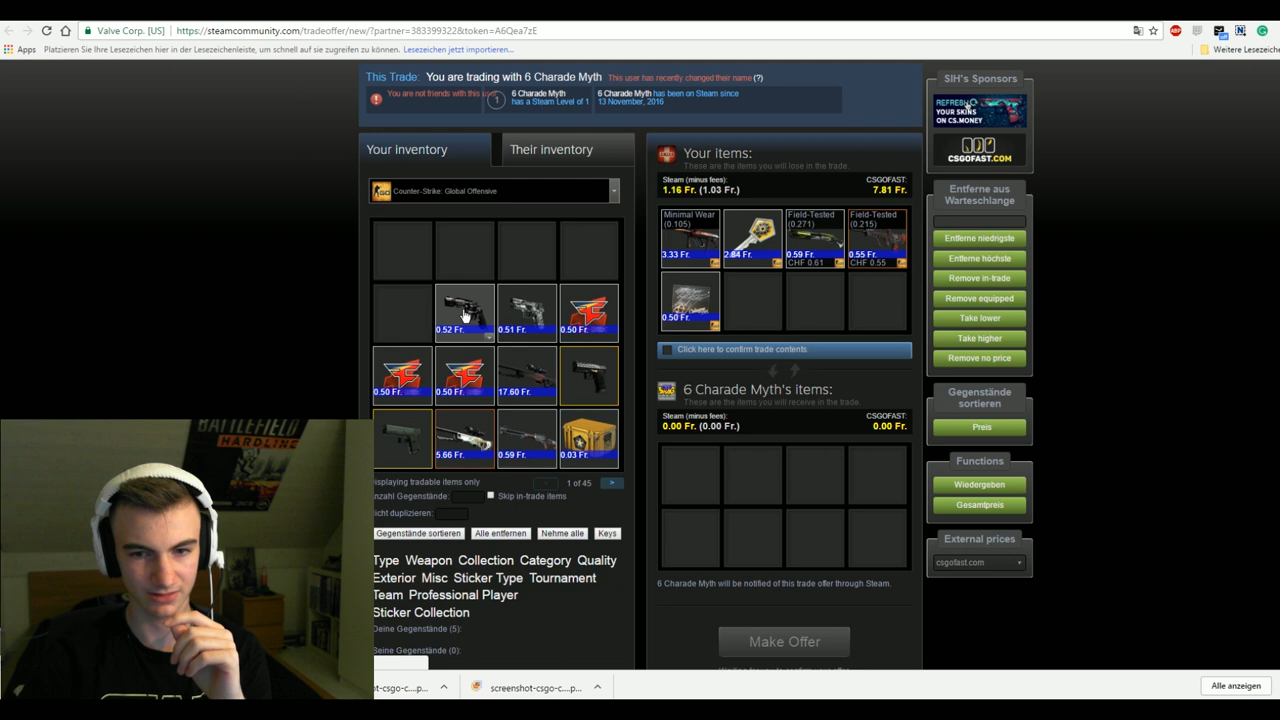 Valve Corp. [US] https://steamcommunity.com/tradeoffer/new/?partner=383399322&token=A6Qea7zE
Apps Platzieren Sie Ihre Lesezeichen hier in der Lesezeichenleiste, um schnell auf sie zugreifen zu können. Lesezeichen jetzt importieren... Weitere Lesezeiche
This Trade: You are trading with 6 Charade Myth This user has recently changed their name (?)
You are not friends with this
1
6 Charade Myth
has a Steam Level of 1
6 Charade Myth has been on Steam since
13 November, 2016
Your inventory
Their inventory
Counter-Strike: Global Offensive
0.52 Fr.
0.51 Fr.
0.50 Fr.
0.50 Fr.
0.50 Fr.
17.60 Fr.
5.66 Fr.
0.59 Fr.
0.03 Fr.
isplaying tradable items only
1 of 45
>
nzahl Gegenstände:
Skip in-trade items
icht duplizieren:
Gegenstände sortieren
Alle entfernen
Nehme alle
Keys
Type Weapon Collection Category Quality
Exterior Misc Sticker Type Tournament
Team Professional Player
Sticker Collection
Deine Gegenstände (5):
Seine Gegenstände (0):
Your items:
These are the items you will lose in the trade.
Steam (minus fees):
1.16 Fr. (1.03 Fr.)
CSGOFAST:
7.81 Fr.
Minimal Wear
(0.105)
3.33 Fr.
2.84 Fr.
Field-Tested
(0.271)
0.59 Fr.
CHF 0.61
Field-Tested
(0.215)
0.55 Fr.
CHF 0.55
0.50 Fr.
Click here to confirm trade contents
6 Charade Myth's items:
These are the items you will receive in the trade.
Steam (minus fees):
0.00 Fr. (0.00 Fr.)
CSGOFAST:
0.00 Fr.
6 Charade Myth will be notified of this trade offer through Steam.
Make Offer
SIH's Sponsors
REFRESH
YOUR SKINS
ON CS.MONEY
CSGOFAST.COM
Entferne aus
Warteschlange
Entferne niedrigste
Entferne höchste
Remove in-trade
Remove equipped
Take lower
Take higher
Remove no price
Gegenstände
sortieren
Preis
Functions
Wiedergeben
Gesamtpreis
External prices
csgofast.com
BATTLEFIELD
HARDLINE
ot-csgo-c....p...
screenshot-csgo-c....p...
Alle anzeigen